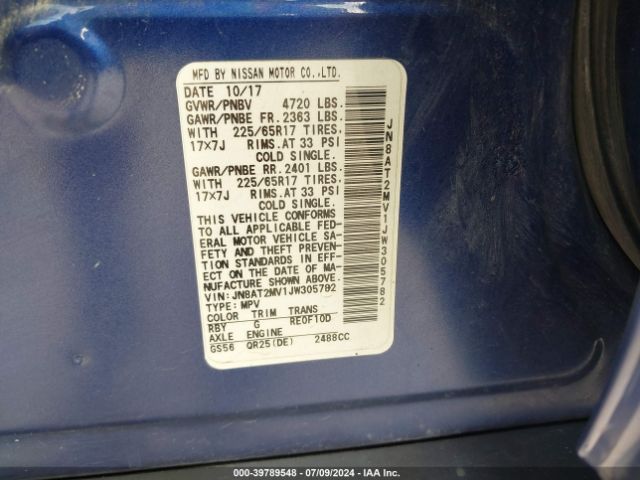 MFD BY NISSAN MOTOR CO.,LTD.
DATE 10/17
GVWR/PNBV 4720 LBS.
GAWR/PNBE FR. 2363 LBS.
WITH 225/65R17 TIRES.
17X7J RIMS.AT 33 PSI
COLD SINGLE.
GAWR/PNBE RR. 2401 LBS.
WITH 225/65R17 TIRES.
17X7J RIMS.AT 33 PSI
COLD SINGLE.
THIS VEHICLE CONFORMS
TO ALL APPLICABLE FED-
ERAL MOTOR VEHICLE SA-
FETY AND THEFT PREVEN-
TION STANDARDS IN EFF-
ECT ON THE DATE OF MA-
NUFACTURE SHOWN ABOVE.
VIN: JN8AT2MV1JW305782
TYPE: MPV
COLOR TRIM TRANS
RBY G RE0F10D
AXLE ENGINE
GS56 QR25(DE) 2488CC
JN8AT2MV1JW305782
000-39789548 - 07/09/2024 - IAA Inc.